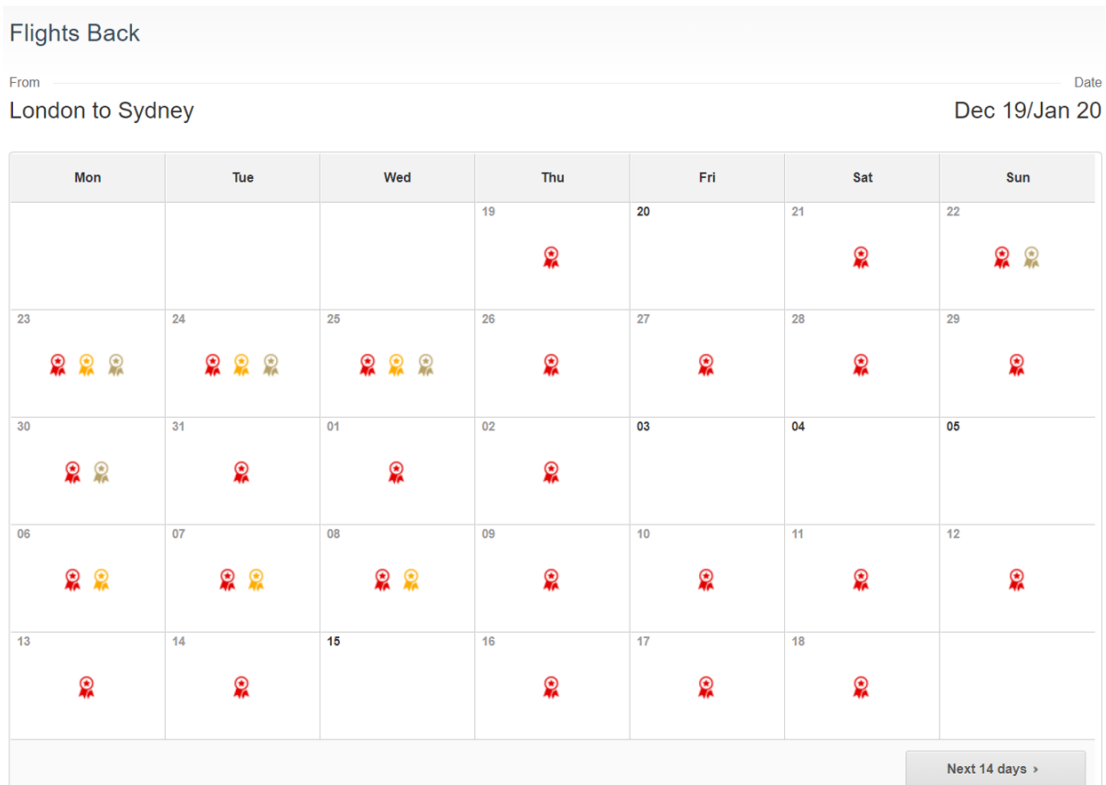 Flights Back
From Date
London to Sydney Dec 19/Jan 20
Mon Tue Wed Thu Fri Sat Sun
19 20 21 22
23 24 25 26 27 28 29
30 31 01 02 03 04 05
06 07 08 09 10 11 12
13 14 15 16 17 18
Next 14 days ›